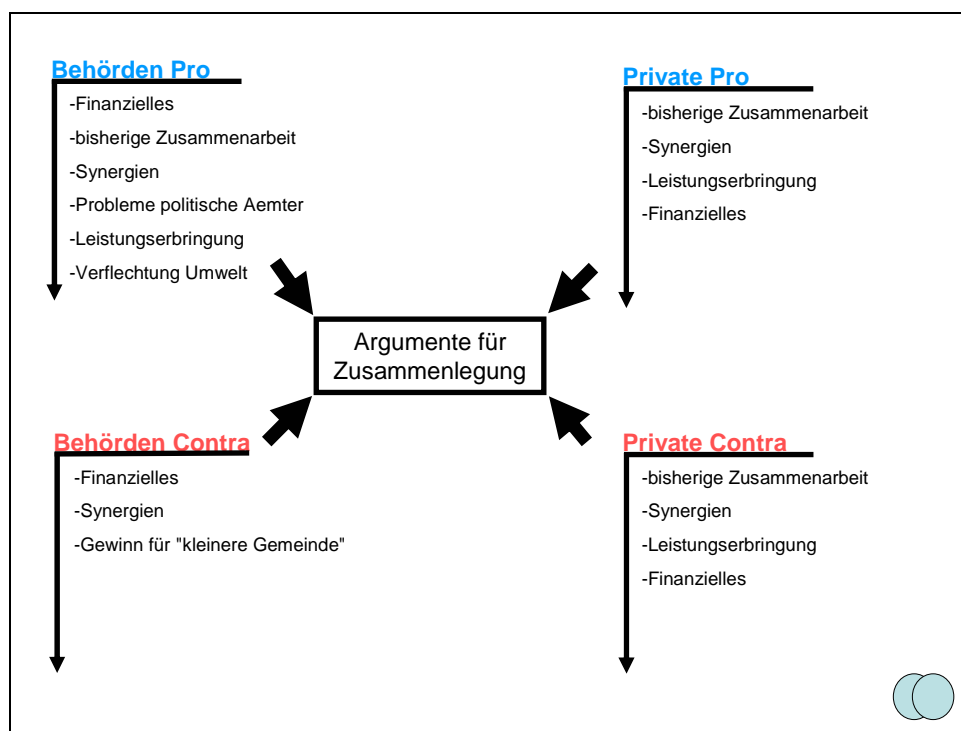 Behörden Pro
-Finanzielles
-bisherige Zusammenarbeit
-Synergien
-Probleme politische Aemter
-Leistungserbringung
-Verflechtung Umwelt
Private Pro
-bisherige Zusammenarbeit
-Synergien
-Leistungserbringung
-Finanzielles
Argumente für
Zusammenlegung
Behörden Contra
-Finanzielles
-Synergien
-Gewinn für "kleinere Gemeinde"
Private Contra
-bisherige Zusammenarbeit
-Synergien
-Leistungserbringung
-Finanzielles